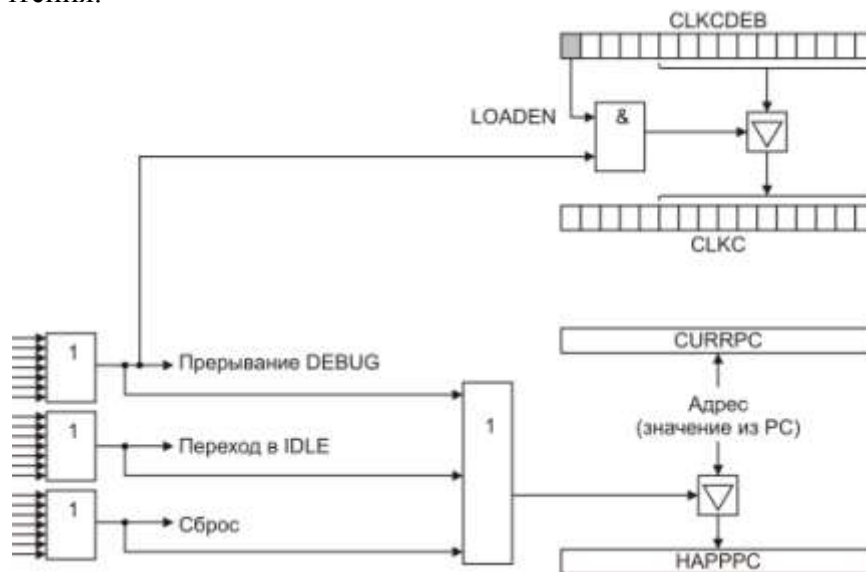 CLKCDEB
LOADEN
&
CLKC
1
Прерывание DEBUG
CURRPC
1
Переход в IDLE
1
Адрес
(значение из PC)
1
Сброс
HAPPPC